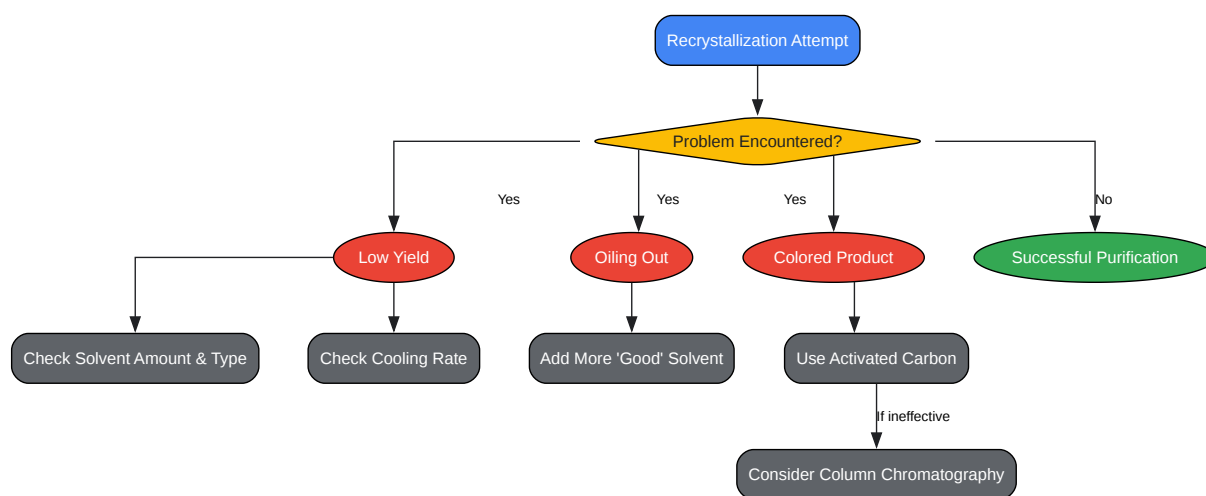 Recrystallization Attempt
Problem Encountered?
Yes
Yes
Yes
No
Low Yield
Oiling Out
Colored Product
Successful Purification
Check Solvent Amount & Type
Check Cooling Rate
Add More 'Good' Solvent
Use Activated Carbon
If ineffective
Consider Column Chromatography